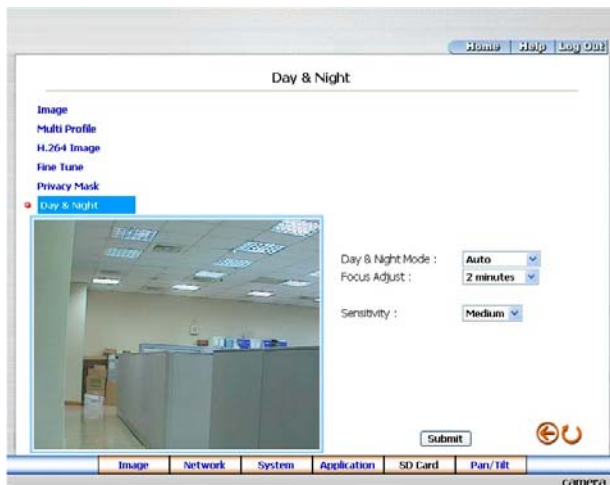 Home Help Log Out
Day & Night
Image
Multi Profile
H.264 Image
Fine Tune
Privacy Mask
Day & Night
Day & Night Mode : Auto
Focus Adjust : 2 minutes
Sensitivity : Medium
Submit
Image Network System Application SD Card Pan/Tilt
camera